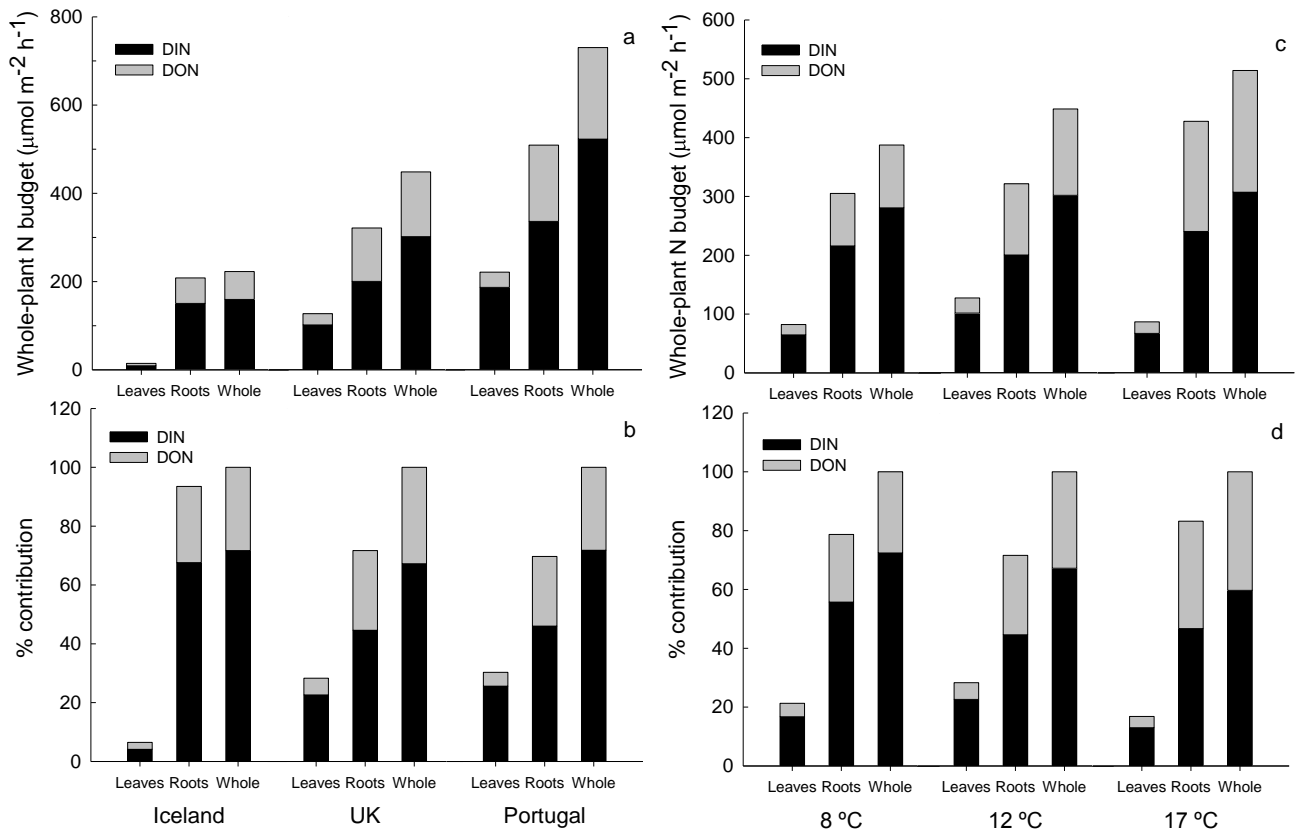 a
Whole-plant N budget (µmol m-2 h-1)
800
600
400
200
0
DIN
DON
Leaves Roots Whole Leaves Roots Whole Leaves Roots Whole
c
Whole-plant N budget (µmol m-2 h-1)
600
500
400
300
200
100
0
DIN
DON
Leaves Roots Whole Leaves Roots Whole Leaves Roots Whole
b
% contribution
120
100
80
60
40
20
0
DIN
DON
Leaves Roots Whole Leaves Roots Whole Leaves Roots Whole
Iceland UK Portugal
d
% contribution
120
100
80
60
40
20
0
DIN
DON
Leaves Roots Whole Leaves Roots Whole Leaves Roots Whole
8 ºC 12 ºC 17 ºC